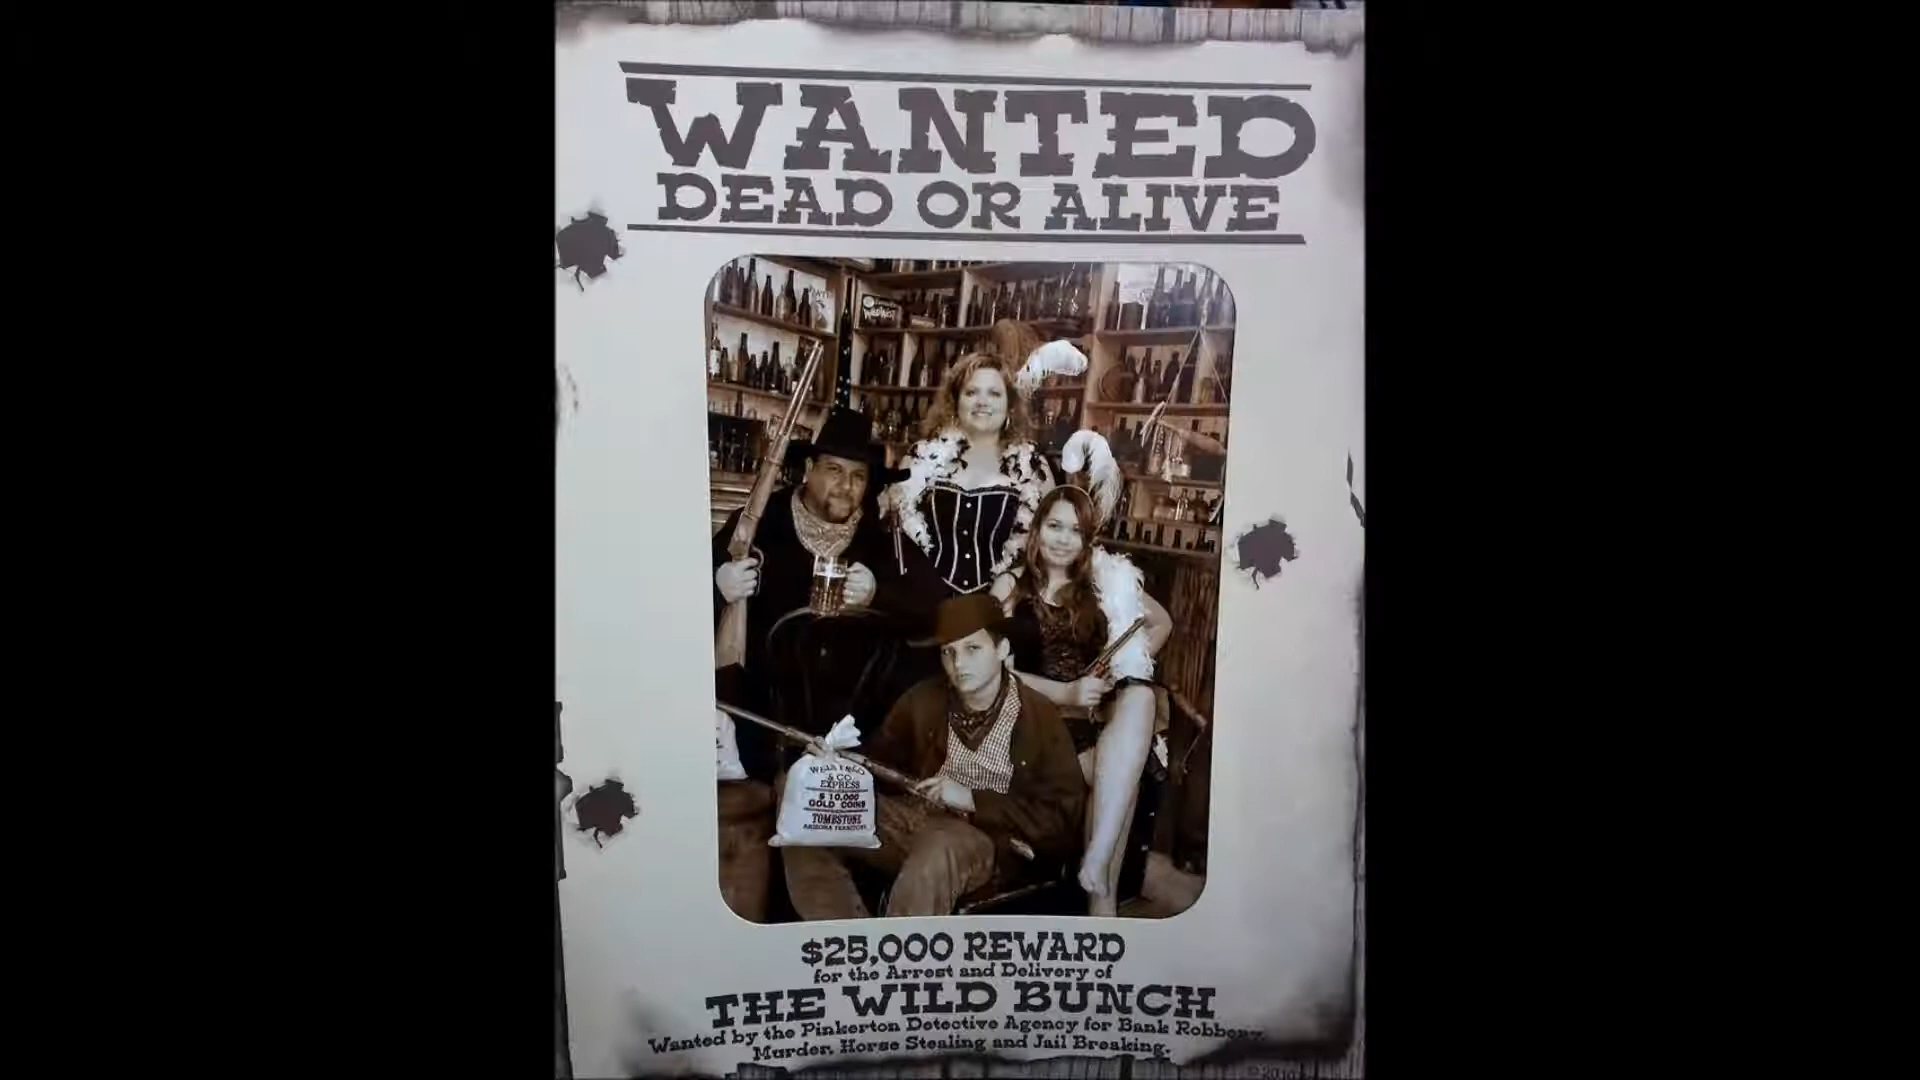 WANTED
DEAD OR ALIVE
WELLS FARGO
& CO
EXPRESS
$ 10,000
GOLD COINS
TOMBSTONE
ARIZONA TERRITORY
$25,000 REWARD
for the Arrest and Delivery of
THE WILD BUNCH
Wanted by the Pinkerton Detective Agency for Bank Robbery,
Murder, Horse Stealing and Jail Breaking.